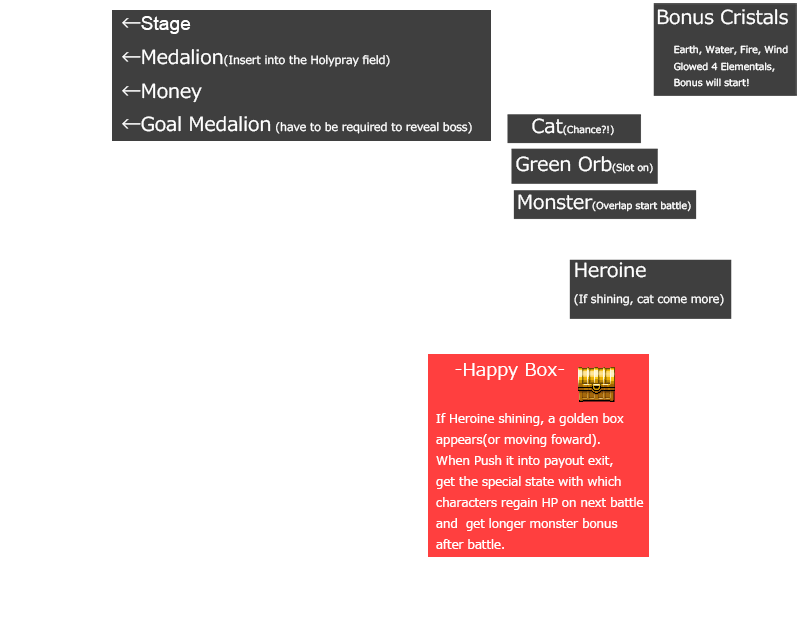 ←Stage
←Medalion(Insert into the Holypray field)
←Money
←Goal Medalion (have to be required to reveal boss)
Bonus Cristals
Earth, Water, Fire, Wind
Glowed 4 Elementals,
Bonus will start!
Cat(Chance?!)
Green Orb(Slot on)
Monster(Overlap start battle)
Heroine
(If shining, cat come more)
-Happy Box-
If Heroine shining, a golden box
appears(or moving foward).
When Push it into payout exit,
get the special state with which
characters regain HP on next battle
and get longer monster bonus
after battle.